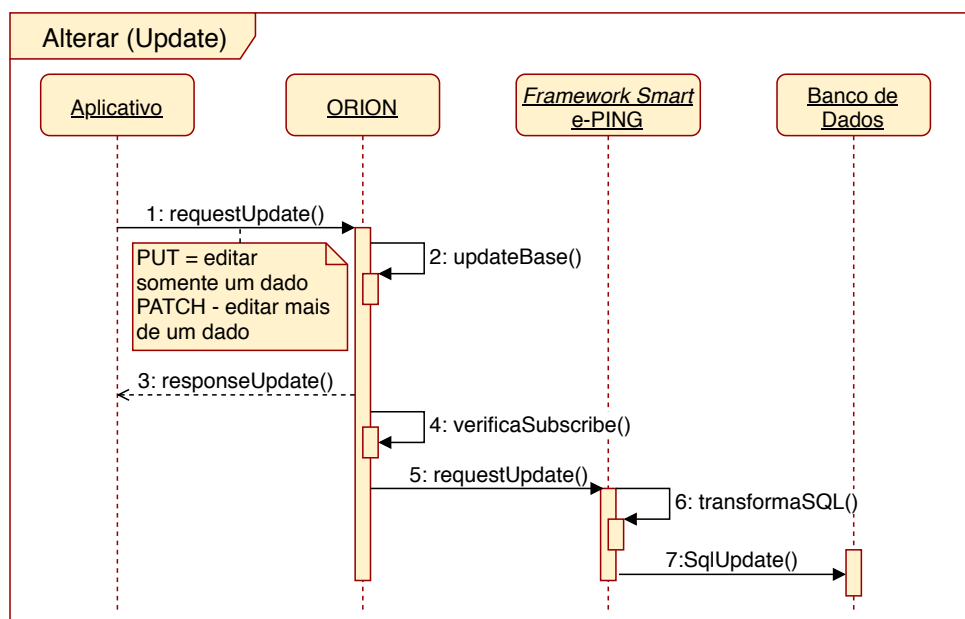 Alterar (Update)
Aplicativo
ORION
Framework Smart
e-PING
Banco de
Dados
1: requestUpdate()
PUT = editar
somente um dado
PATCH - editar mais
de um dado
2: updateBase()
3: responseUpdate()
4: verificaSubscribe()
5: requestUpdate()
6: transformaSQL()
7:SqlUpdate()